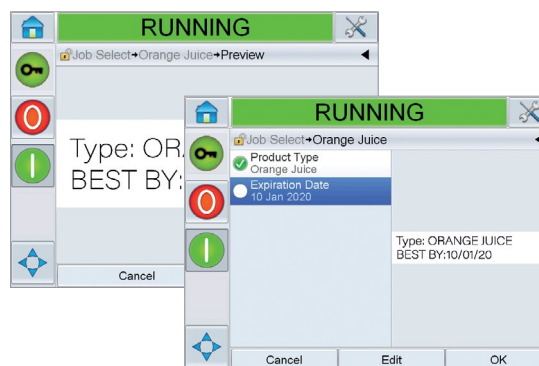 RUNNING
Job Select→Orange Juice→Preview
Type: OR
BEST BY:
Cancel
RUNNING
Job Select→Orange Juice
Product Type
Orange Juice
Expiration Date
10 Jan 2020
Type: ORANGE JUICE
BEST BY:10/01/20
Cancel
Edit
OK